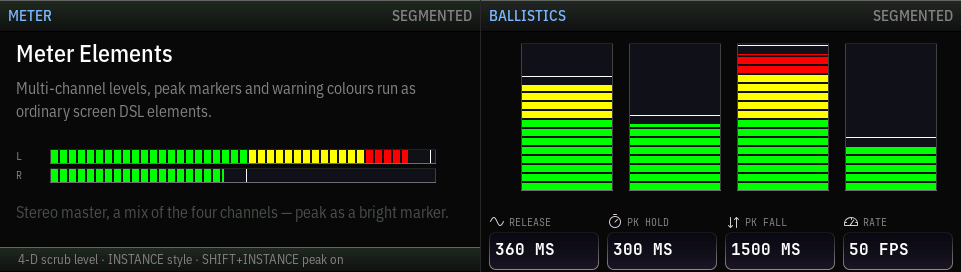 METER
SEGMENTED
Meter Elements
Multi-channel levels, peak markers and warning colours run as
ordinary screen DSL elements.
L
R
Stereo master, a mix of the four channels — peak as a bright marker.
4-D scrub level · INSTANCE style · SHIFT+INSTANCE peak on
BALLISTICS
SEGMENTED
RELEASE
PK HOLD
PK FALL
RATE
360 MS
300 MS
1500 MS
50 FPS